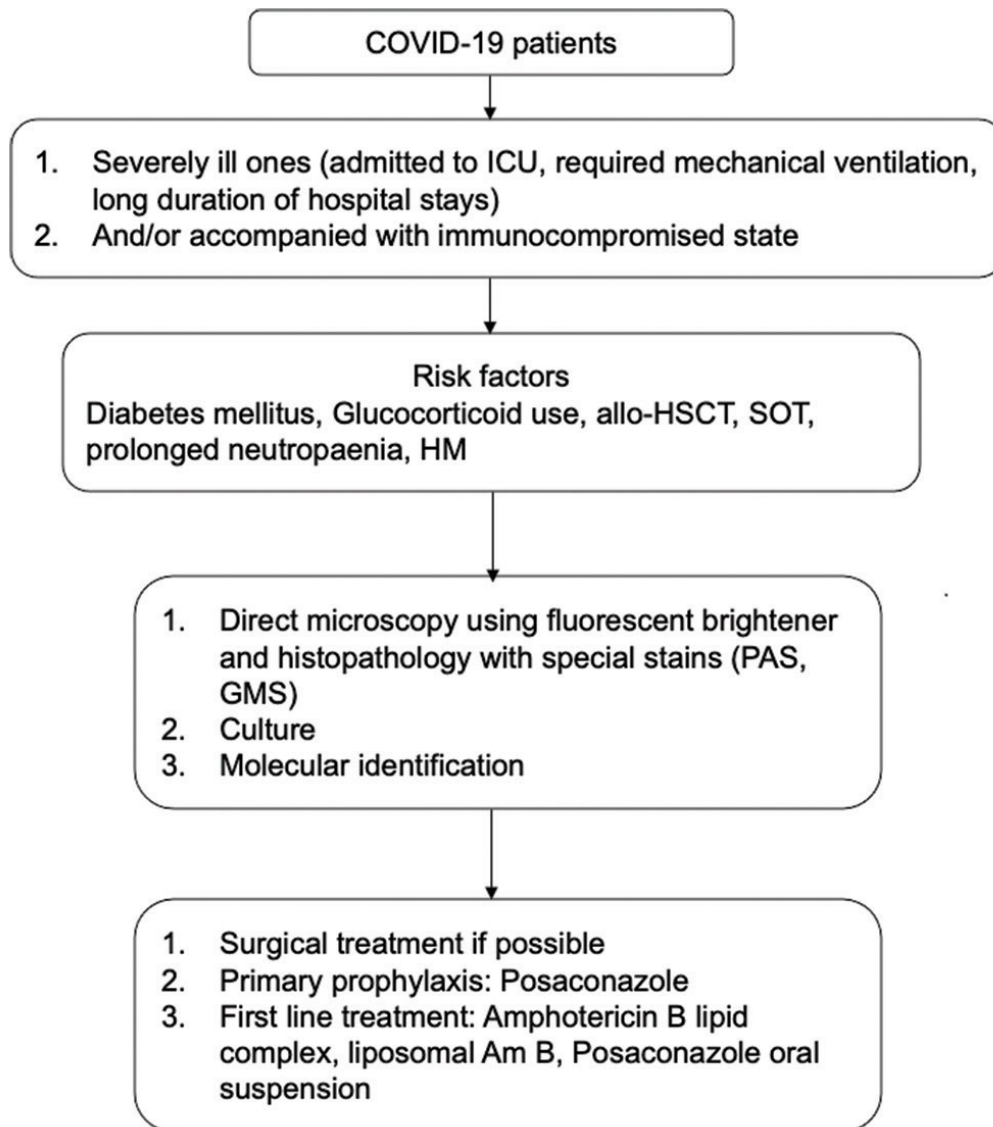 COVID-19 patients
1. Severely ill ones (admitted to ICU, required mechanical ventilation,
long duration of hospital stays)
2. And/or accompanied with immunocompromised state
Risk factors
Diabetes mellitus, Glucocorticoid use, allo-HSCT, SOT,
prolonged neutropaenia, HM
1. Direct microscopy using fluorescent brightener
and histopathology with special stains (PAS,
GMS)
2. Culture
3. Molecular identification
1. Surgical treatment if possible
2. Primary prophylaxis: Posaconazole
3. First line treatment: Amphotericin B lipid
complex, liposomal Am B, Posaconazole oral
suspension